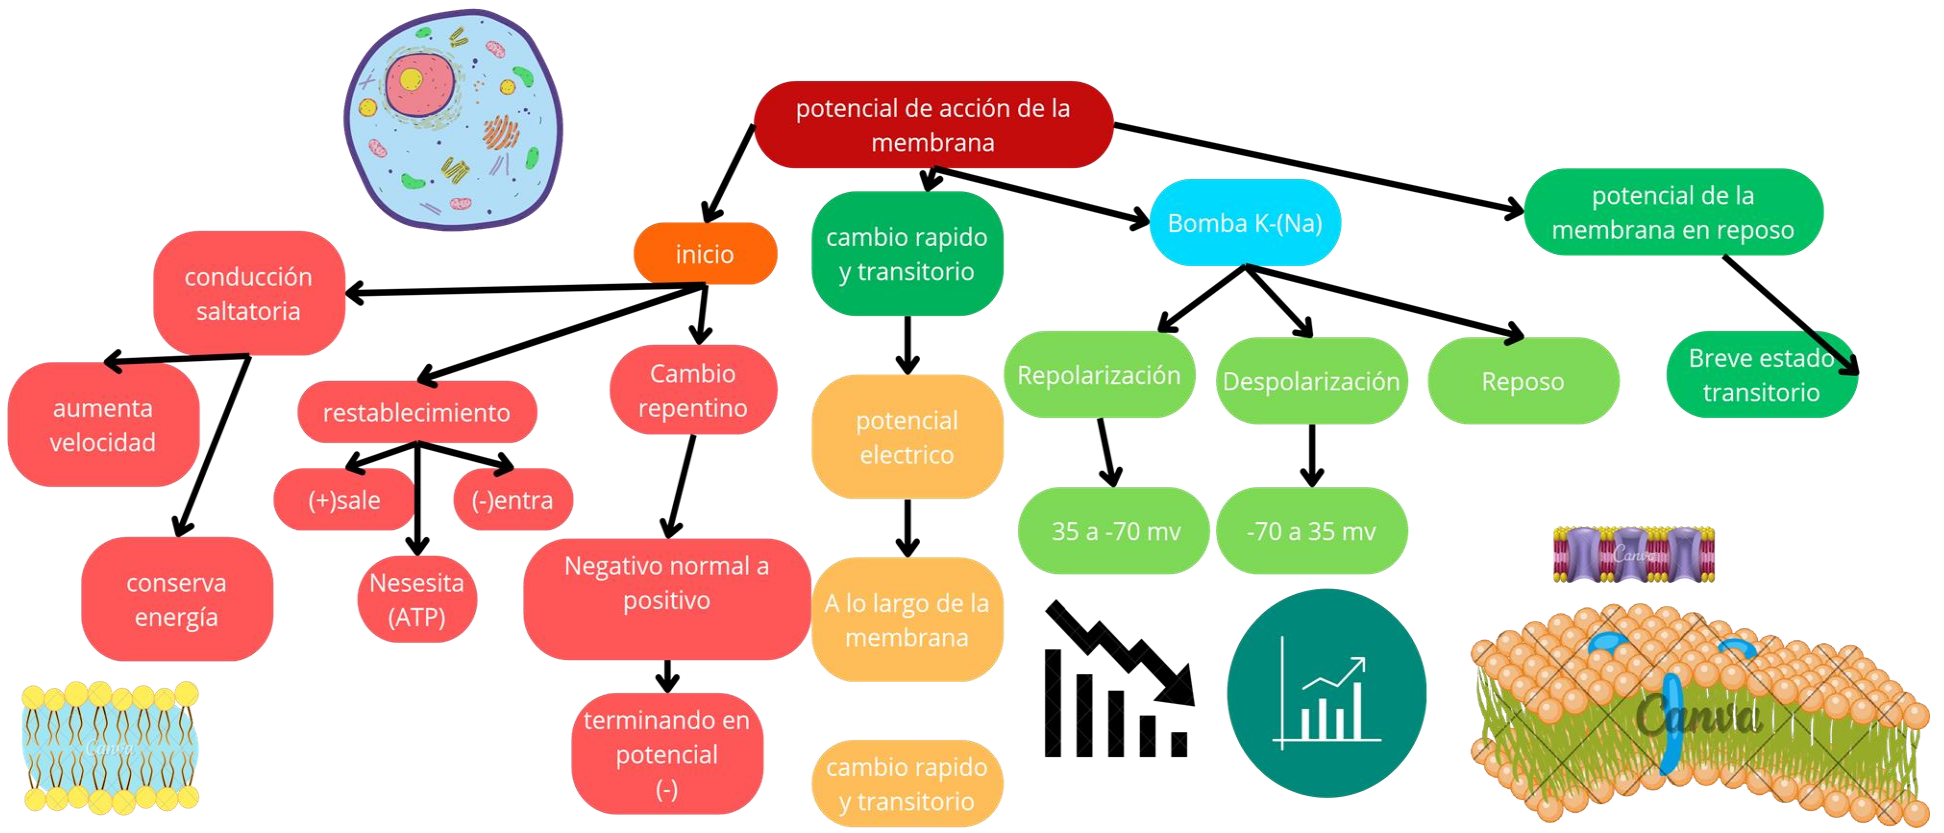 potencial de acción de la
membrana
inicio
cambio rapido
y transitorio
Bomba K-(Na)
potencial de la
membrana en reposo
conducción
saltatoria
aumenta
velocidad
conserva
energía
restablecimiento
(+)sale
(-)entra
Nesesita
(ATP)
Cambio
repentino
Negativo normal a
positivo
terminando en
potencial
(-)
potencial
electrico
A lo largo de la
membrana
cambio rapido
y transitorio
Repolarización
Despolarización
Reposo
35 a -70 mv
-70 a 35 mv
Breve estado
transitorio
Canva
Canva
Canva